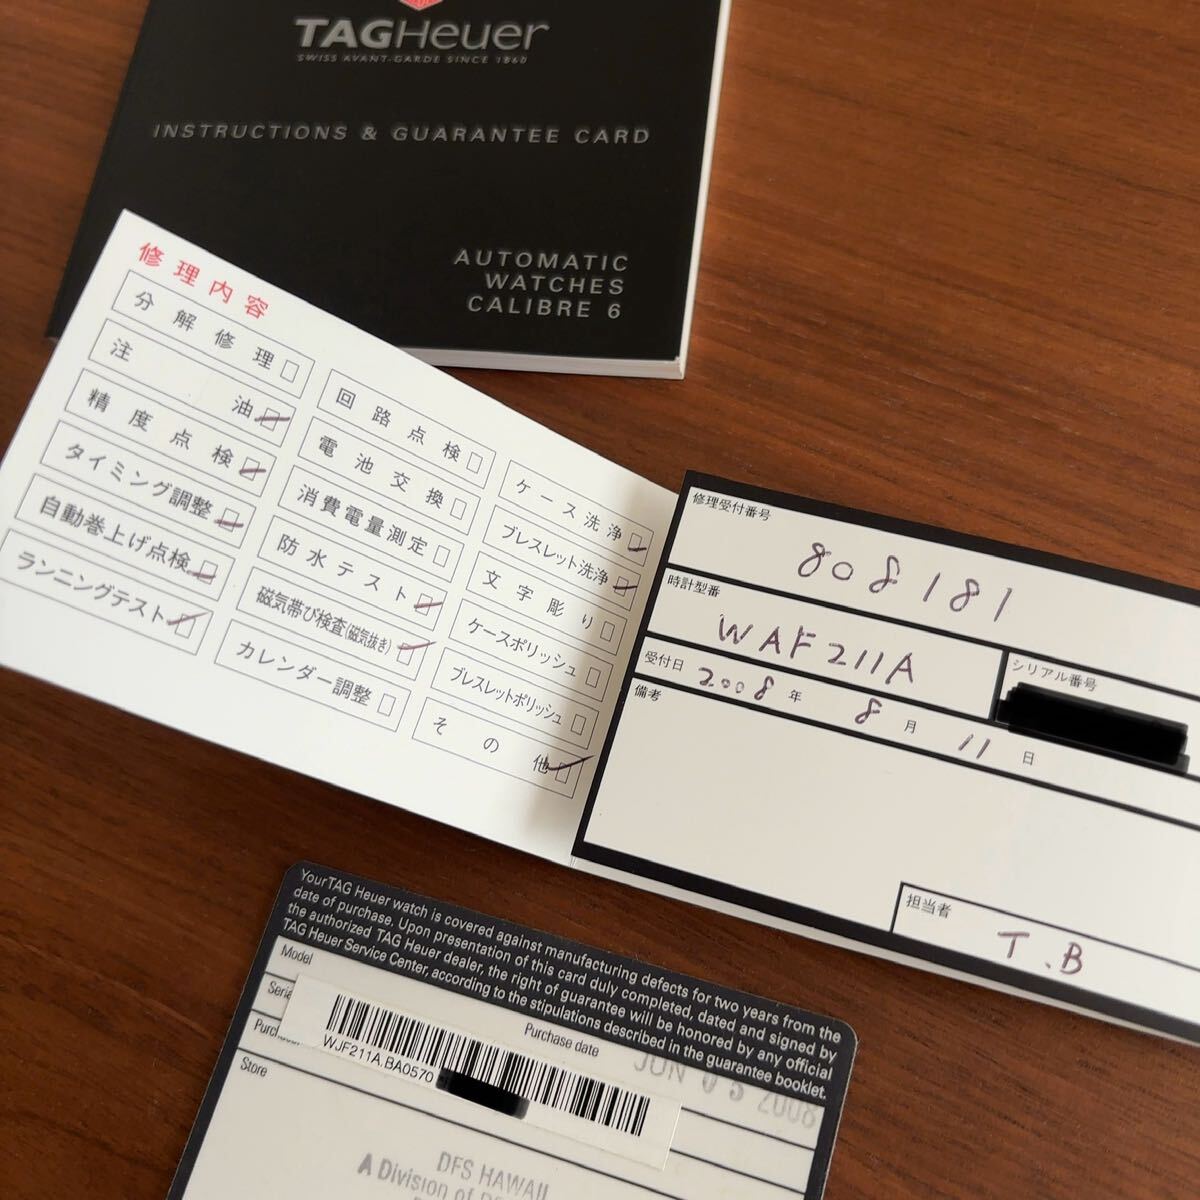 TAGHeuer
SWISS AVANT-GARDE SINCE 1860
INSTRUCTIONS & GUARANTEE CARD
AUTOMATIC
WATCHES
CALIBRE 6
修理内容
分解修理
注油
精度点検
タイミング調整
自動巻上げ点検
ランニングテスト
回路点検
電池交換
消費電量測定
防水テスト
磁気帯び検査(磁気抜き)
カレンダー調整
ケース洗浄
ブレスレット洗浄
文字彫り
ケースポリッシュ
ブレスレットポリッシュ
その他
修理受付番号
808181
時計型番
WAF211A
シリアル番号
受付日 2008年 8月 11日
備考
担当者
T.B
Your TAG Heuer watch is covered against manufacturing defects for two years from the
date of purchase. Upon presentation of this card duly completed, dated and signed by
the authorized TAG Heuer dealer, the right of guarantee will be honored by any official
TAG Heuer Service Center, according to the stipulations described in the guarantee booklet.
Model
WJF211A.BA0570
Purchase date
JUN 05 2008
Store
DFS HAWAII
A Division of